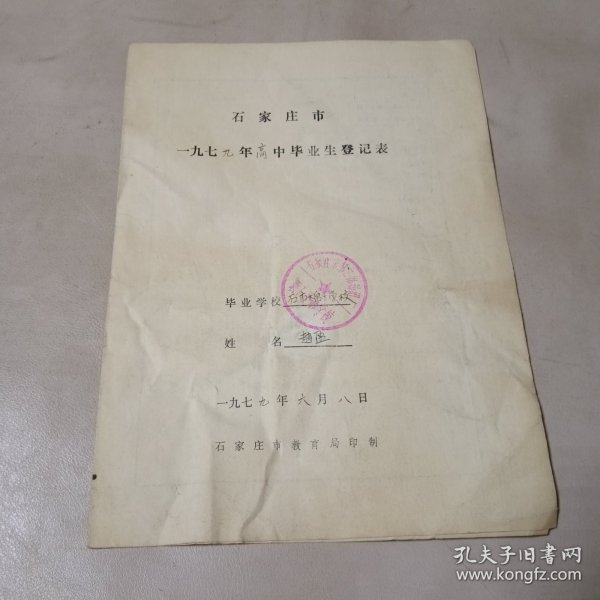 石家庄市
一九七九年高中毕业生登记表
毕业学校
姓名 赵
一九七九年六月八日
石家庄市教育局印制
孔夫子旧书网
www.kongfz.com